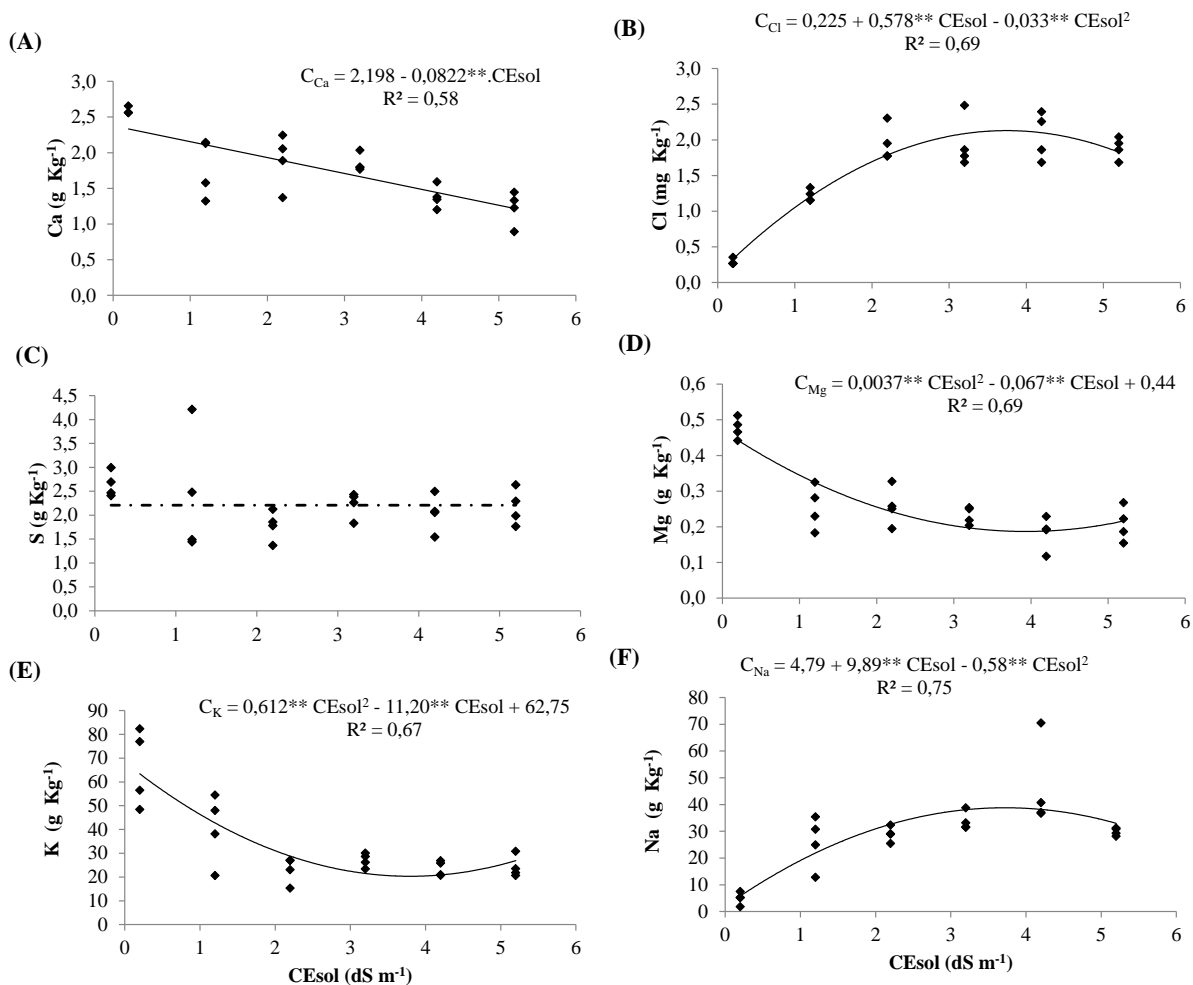 (A)
C_Ca = 2,198 - 0,0822**.CEsol
R² = 0,58
Ca (g Kg⁻¹)
3,0
2,5
2,0
1,5
1,0
0,5
0,0
0 1 2 3 4 5 6
(B)
C_Cl = 0,225 + 0,578** CEsol - 0,033** CEsol²
R² = 0,69
Cl (mg Kg⁻¹)
3,0
2,5
2,0
1,5
1,0
0,5
0,0
0 1 2 3 4 5 6
(C)
S (g Kg⁻¹)
4,5
4,0
3,5
3,0
2,5
2,0
1,5
1,0
0,5
0,0
0 1 2 3 4 5 6
(D)
C_Mg = 0,0037** CEsol² - 0,067** CEsol + 0,44
R² = 0,69
Mg (g Kg⁻¹)
0,6
0,5
0,4
0,3
0,2
0,1
0,0
0 1 2 3 4 5 6
(E)
C_K = 0,612** CEsol² - 11,20** CEsol + 62,75
R² = 0,67
K (g Kg⁻¹)
90
80
70
60
50
40
30
20
10
0
0 1 2 3 4 5 6
CEsol (dS m⁻¹)
(F)
C_Na = 4,79 + 9,89** CEsol - 0,58** CEsol²
R² = 0,75
Na (g Kg⁻¹)
80
70
60
50
40
30
20
10
0
0 1 2 3 4 5 6
CEsol (dS m⁻¹)